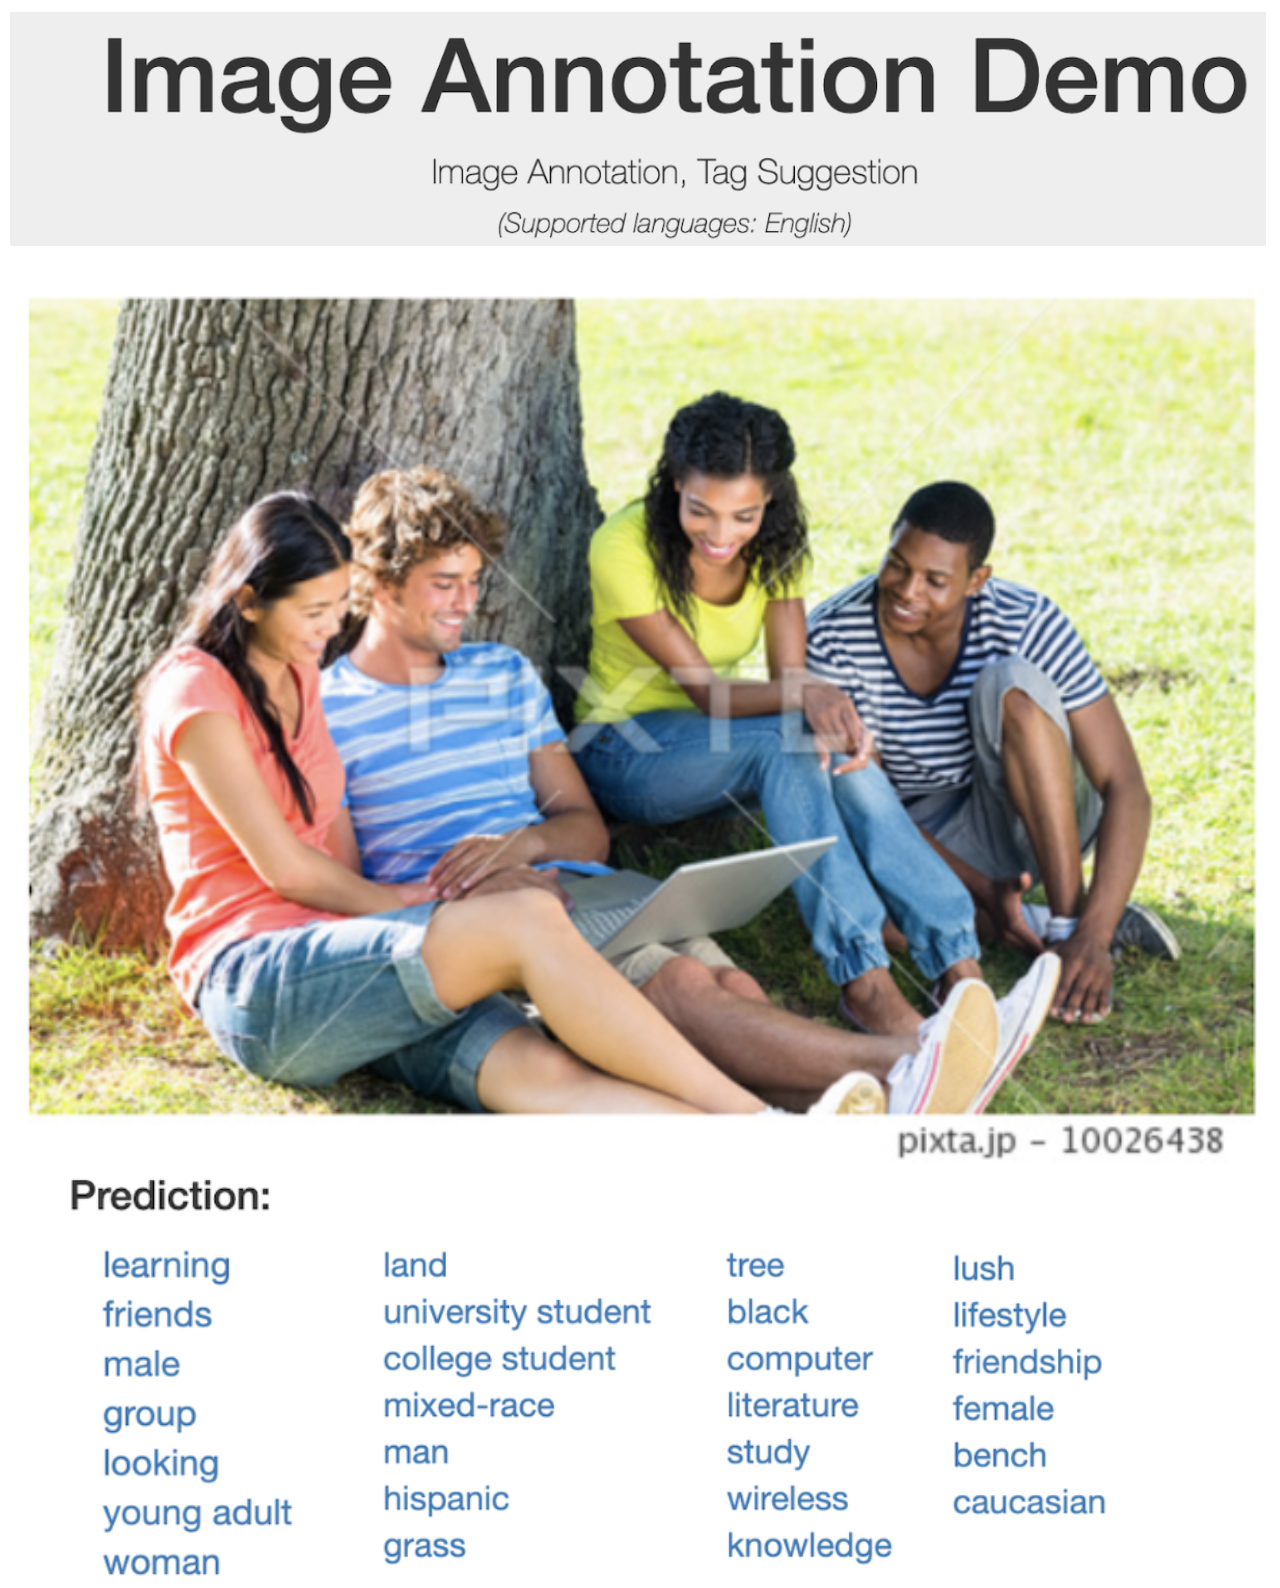 Image Annotation Demo
Image Annotation, Tag Suggestion
(Supported languages: English)
PIXTA
pixta.jp - 10026438
Prediction:
learning
friends
male
group
looking
young adult
woman
land
university student
college student
mixed-race
man
hispanic
grass
tree
black
computer
literature
study
wireless
knowledge
lush
lifestyle
friendship
female
bench
caucasian